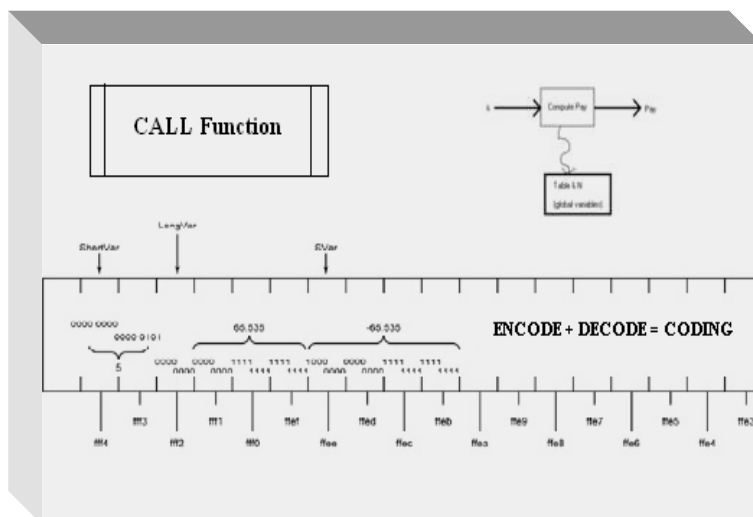 CALL Function
Compute Pay
Pay
Table & N
(global variables)
LongVar
ShortVar
SVar
0000 0000
0000 0101
5
65,535
-65,535
ENCODE + DECODE = CODING
0000 0000 1111 1111 1000 0000 1111 1111
0000 0000 1111 1111 0000 0000 1111 1111
fff3 fff1 ffef ffed ffeb ffe9 ffe7 ffe5 ffe3
fff4 fff2 fff0 ffee ffec ffea ffe8 ffe6 ffe4